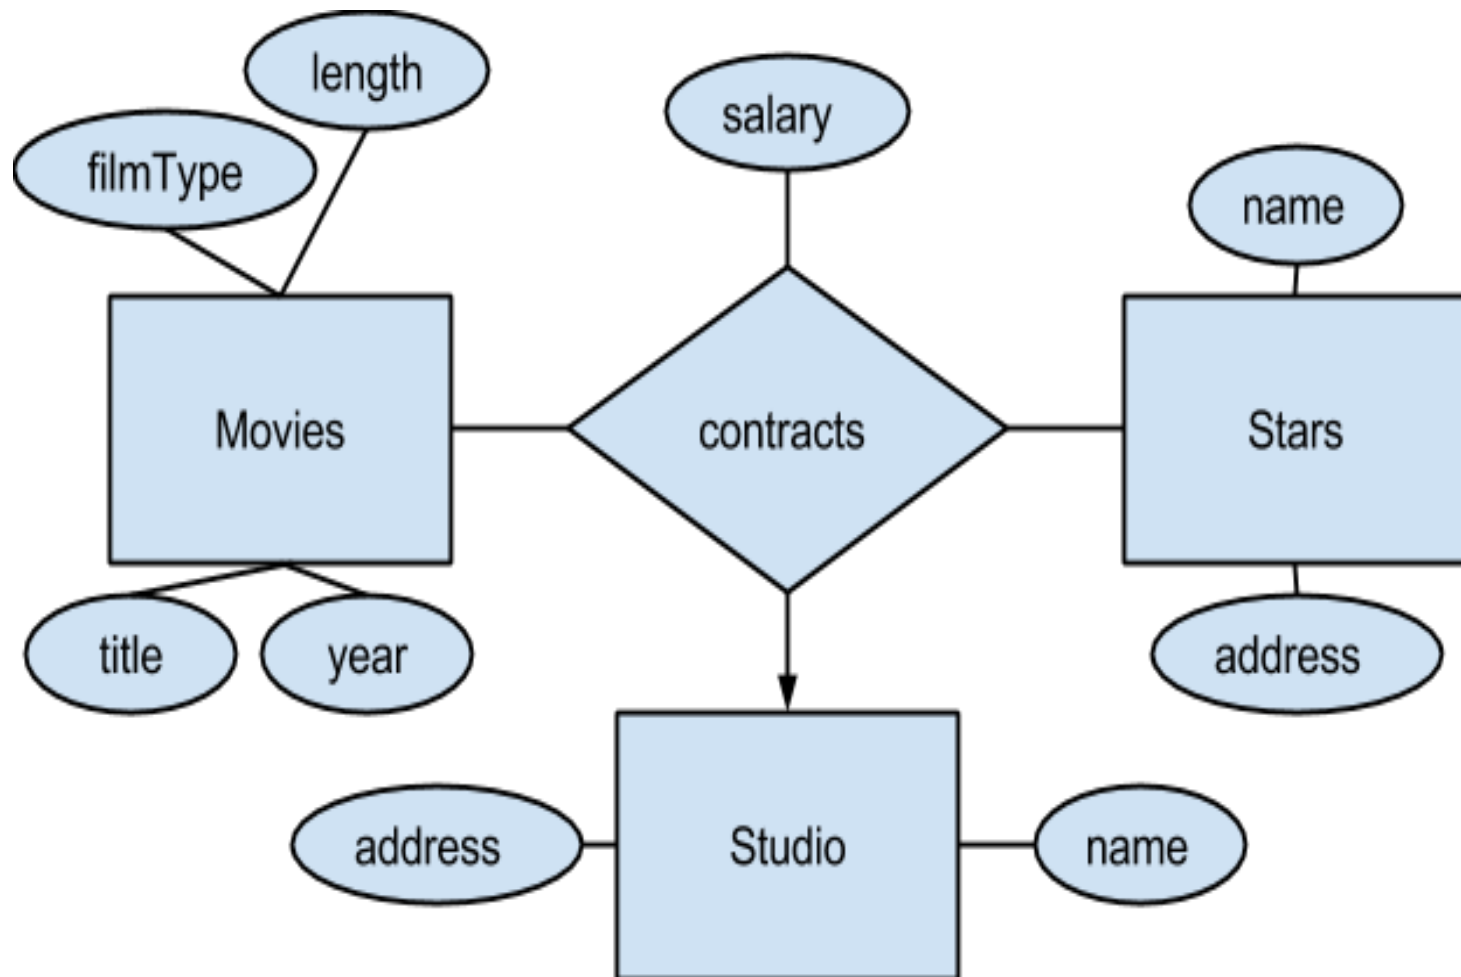 length
salary
filmType
name
Movies
contracts
Stars
title
year
address
address
Studio
name